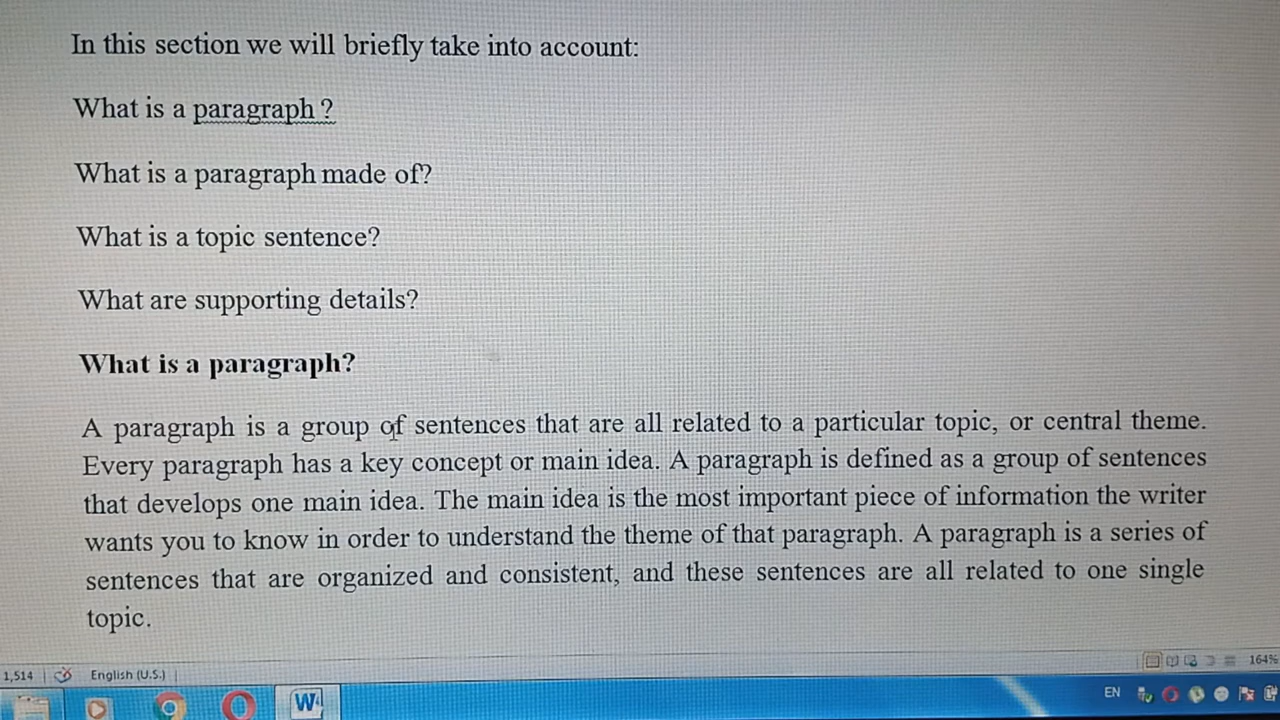 In this section we will briefly take into account:
What is a paragraph ?
What is a paragraph made of?
What is a topic sentence?
What are supporting details?
What is a paragraph?
A paragraph is a group of sentences that are all related to a particular topic, or central theme.
Every paragraph has a key concept or main idea. A paragraph is defined as a group of sentences
that develops one main idea. The main idea is the most important piece of information the writer
wants you to know in order to understand the theme of that paragraph. A paragraph is a series of
sentences that are organized and consistent, and these sentences are all related to one single
topic.
1,514 English (U.S.) 164%
W EN